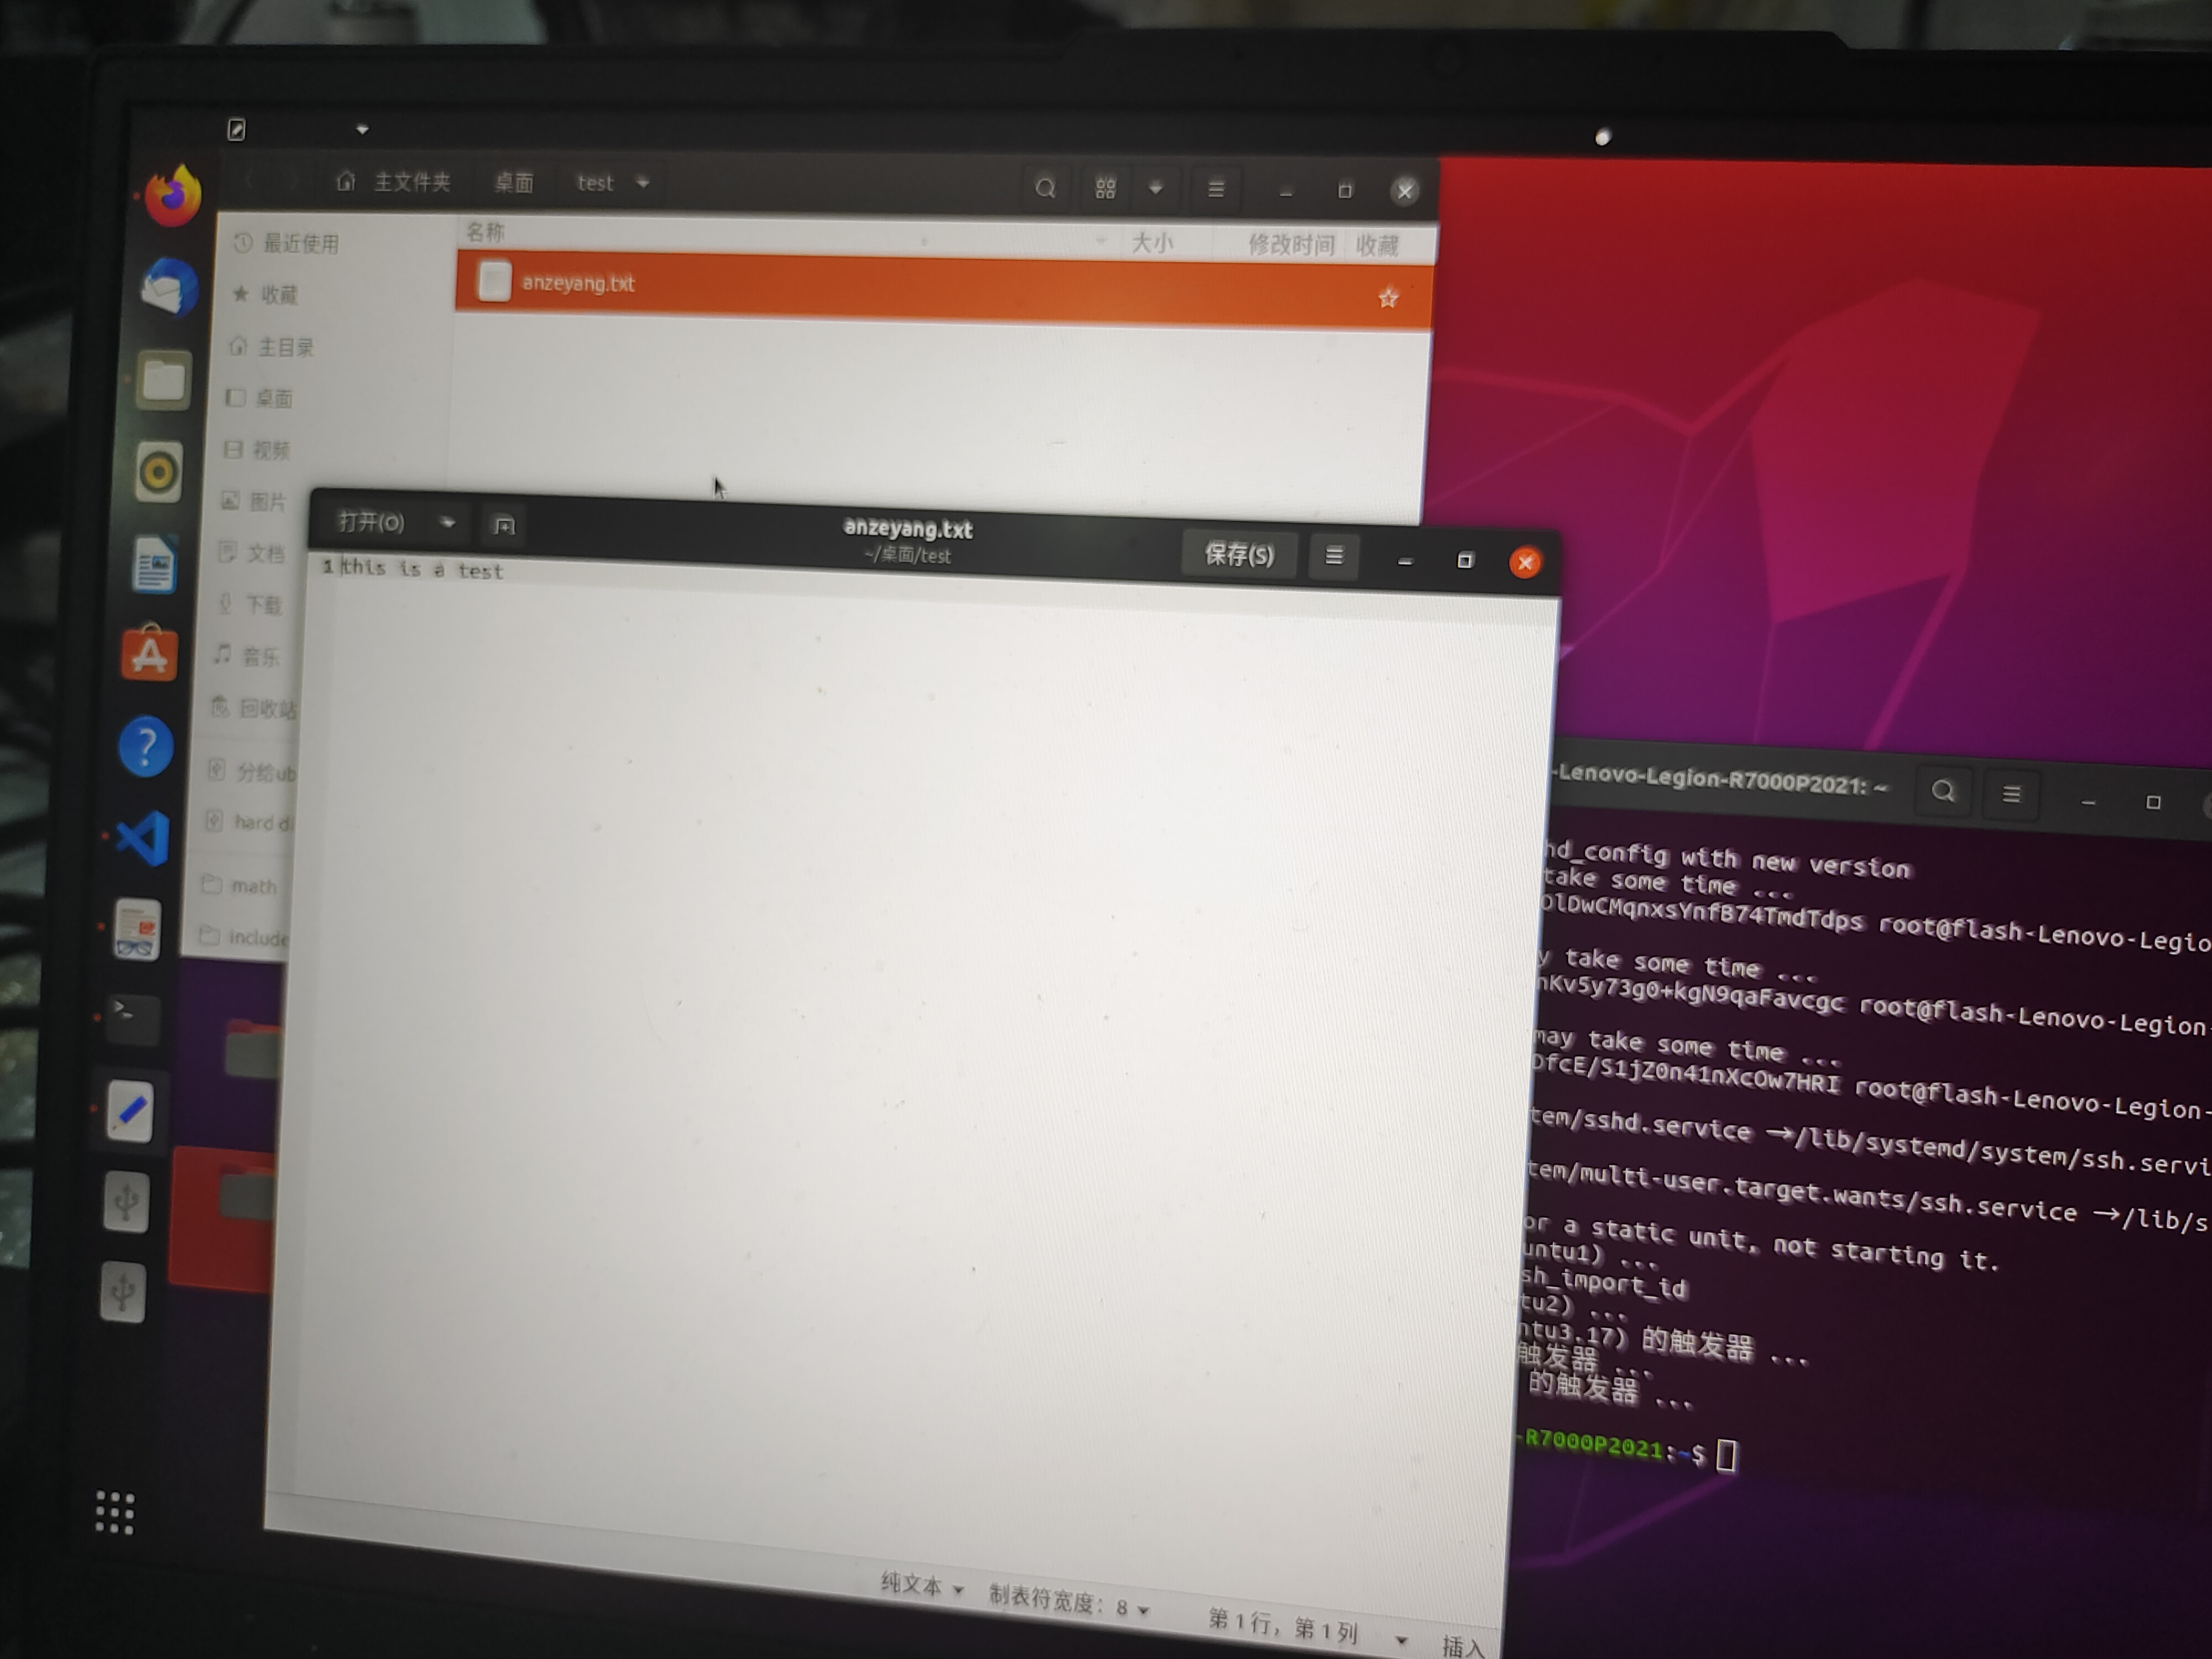 主文件夹 桌面 test
名称 大小 修改时间 收藏
anzeyang.txt
最近使用
收藏
主目录
桌面
视频
图片
文档
下载
音乐
回收站
分给ub
hard di
math
include
打开(O) anzeyang.txt 保存(S)
~/桌面/test
1 this is a test
纯文本 制表符宽度：8 第1行，第1列 插入
-Lenovo-Legion-R7000P2021: ~
nd_config with new version
take some time ...
OlDwCMqnxsYnfB74TmdTdps root@flash-Lenovo-Legio
y take some time ...
nKv5y73g0+kgN9qaFavcgc root@flash-Lenovo-Legion-
may take some time ...
DfcE/S1jZ0n41nXcOw7HRI root@flash-Lenovo-Legion-
tem/sshd.service →/lib/systemd/system/ssh.servi
tem/multi-user.target.wants/ssh.service →/lib/s
or a static unit, not starting it.
untu1) ...
sh_import_id
tu2) ...
ntu3.17) 的触发器 ...
触发器 ...
的触发器 ...
-R7000P2021:~$